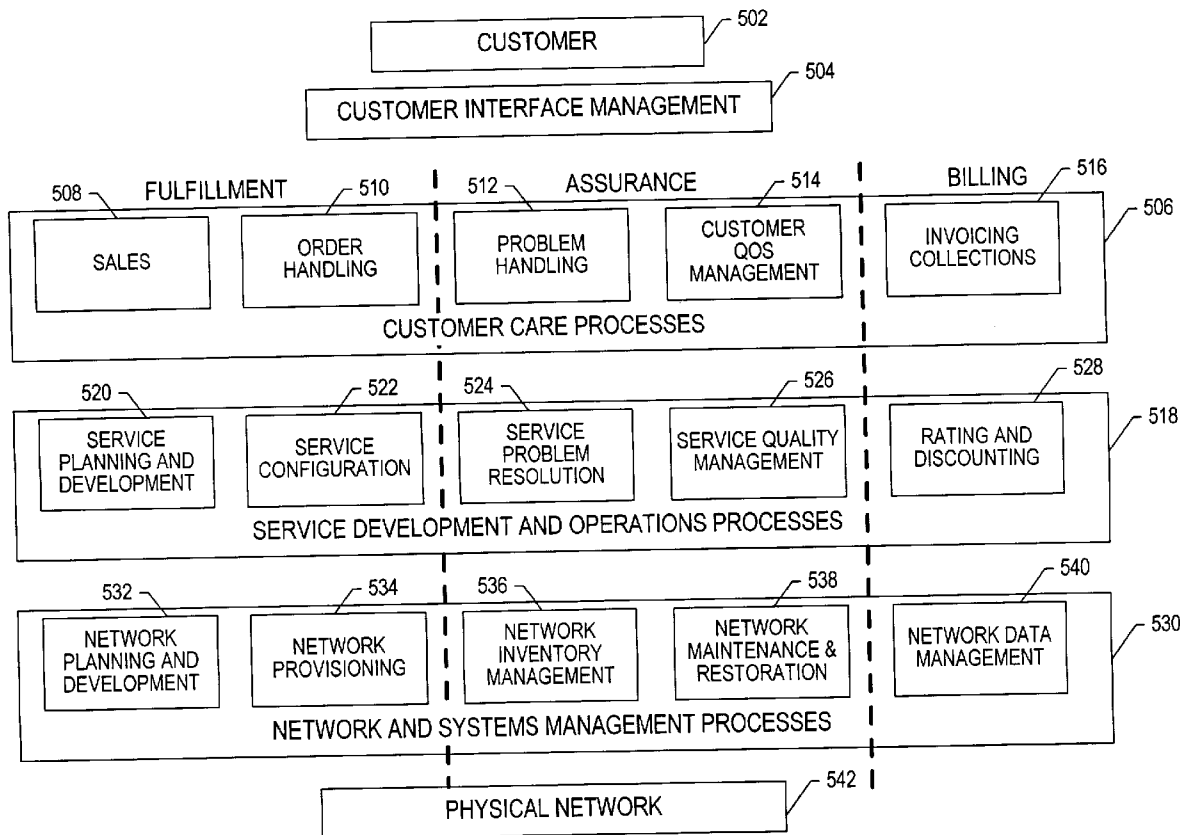 502
CUSTOMER
504
CUSTOMER INTERFACE MANAGEMENT
FULFILLMENT
ASSURANCE
BILLING
508
510
512
514
516
506
SALES
ORDER
HANDLING
PROBLEM
HANDLING
CUSTOMER
QOS
MANAGEMENT
INVOICING
COLLECTIONS
CUSTOMER CARE PROCESSES
520
522
524
526
528
518
SERVICE
PLANNING AND
DEVELOPMENT
SERVICE
CONFIGURATION
SERVICE
PROBLEM
RESOLUTION
SERVICE QUALITY
MANAGEMENT
RATING AND
DISCOUNTING
SERVICE DEVELOPMENT AND OPERATIONS PROCESSES
532
534
536
538
540
530
NETWORK
PLANNING AND
DEVELOPMENT
NETWORK
PROVISIONING
NETWORK
INVENTORY
MANAGEMENT
NETWORK
MAINTENANCE &
RESTORATION
NETWORK DATA
MANAGEMENT
NETWORK AND SYSTEMS MANAGEMENT PROCESSES
542
PHYSICAL NETWORK